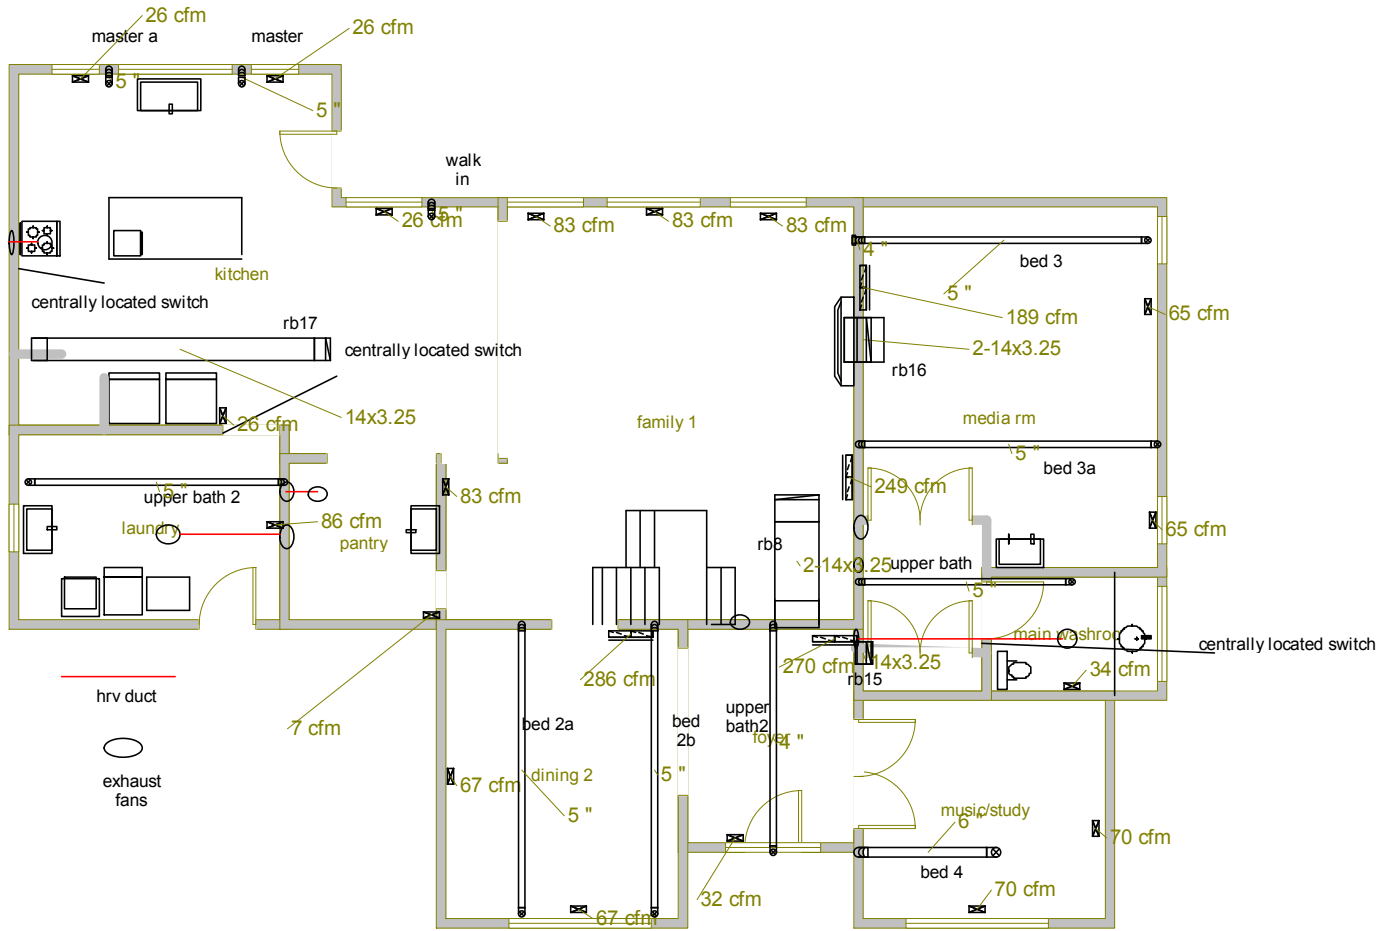 26 cfm
master a
master
26 cfm
5 "
5 "
walk
in
26 cfm
5 "
83 cfm
83 cfm
83 cfm
4 "
bed 3
kitchen
5 "
centrally located switch
189 cfm
65 cfm
rb17
centrally located switch
2-14x3.25
rb16
14x3.25
26 cfm
family 1
media rm
5 "
bed 3a
249 cfm
5 "
upper bath 2
83 cfm
laundry
86 cfm
pantry
65 cfm
rb8
2-14x3.25
upper bath
5 "
main washroo
centrally located switch
286 cfm
270 cfm
14x3.25
rb15
34 cfm
hrv duct
7 cfm
bed 2a
bed
2b
upper
bath2
foyer
4 "
exhaust
fans
67 cfm
dining 2
5 "
5 "
music/study
6 "
70 cfm
bed 4
32 cfm
70 cfm
67 cfm